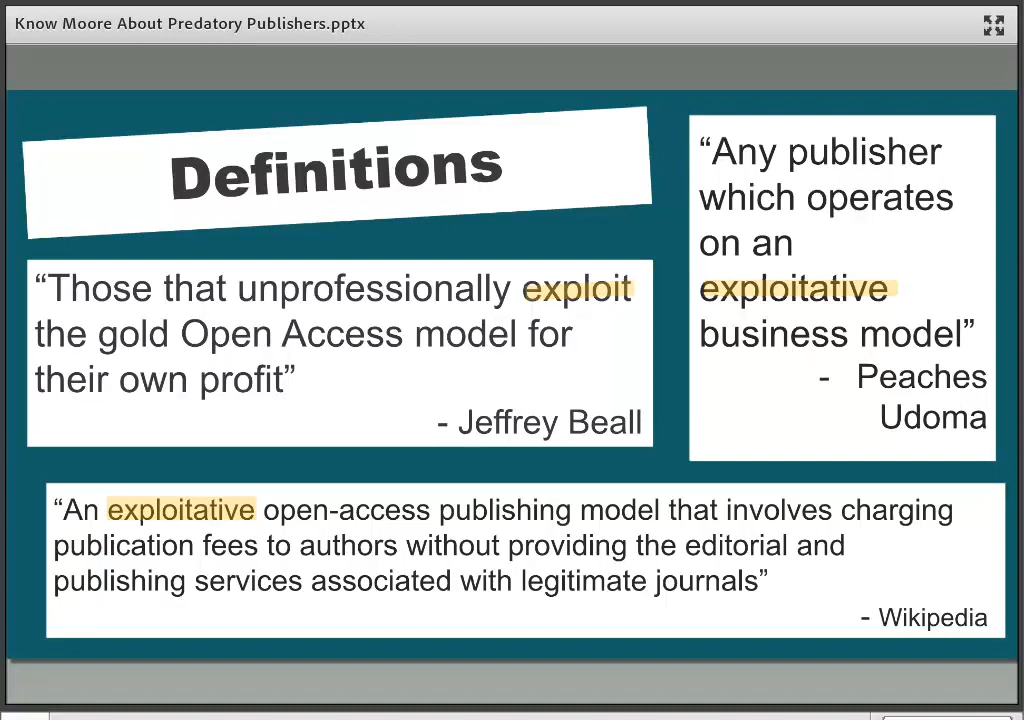 Know Moore About Predatory Publishers.pptx
Definitions
“Those that unprofessionally exploit
the gold Open Access model for
their own profit”
- Jeffrey Beall
“Any publisher
which operates
on an
exploitative
business model”
- Peaches
Udoma
“An exploitative open-access publishing model that involves charging
publication fees to authors without providing the editorial and
publishing services associated with legitimate journals”
- Wikipedia